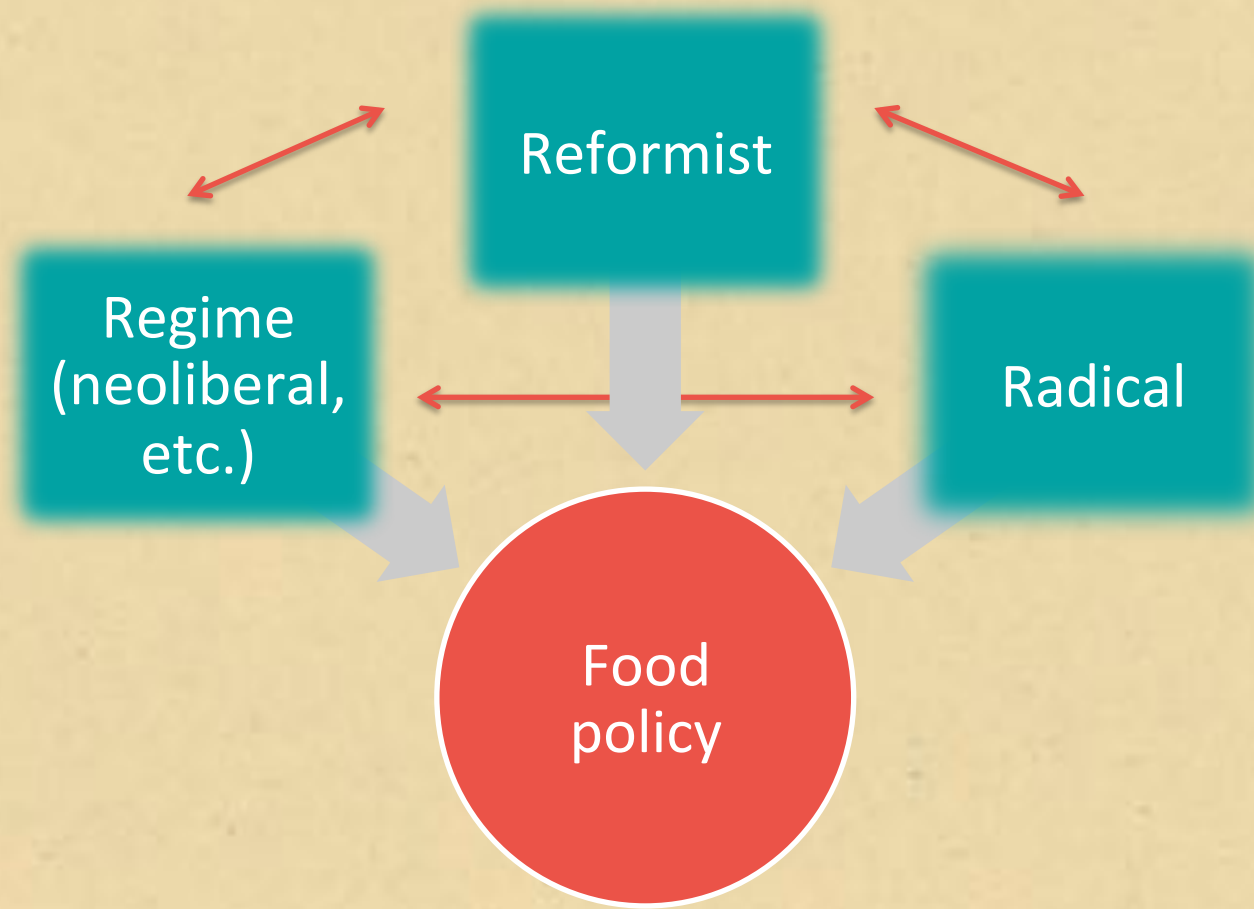 Reformist
Regime
(neoliberal,
etc.)
Radical
Food
policy